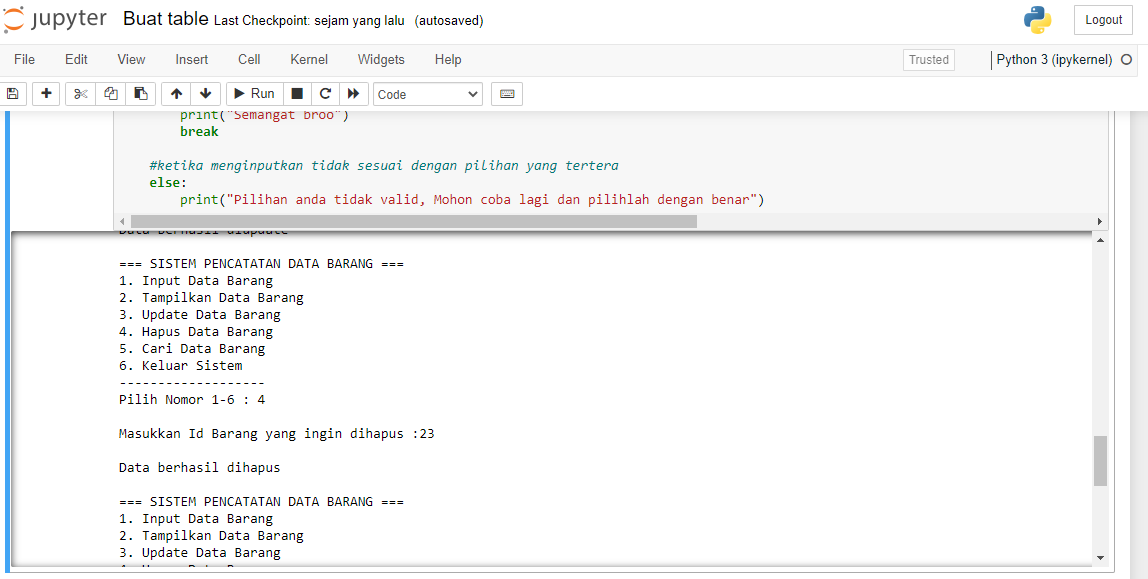 jupyter Buat table Last Checkpoint: sejam yang lalu (autosaved)
Logout
File Edit View Insert Cell Kernel Widgets Help
Trusted
Python 3 (ipykernel)
Run
Code
print("Semangat broo")
break
#ketika menginputkan tidak sesuai dengan pilihan yang tertera
else:
print("Pilihan anda tidak valid, Mohon coba lagi dan pilihlah dengan benar")
Data berhasil diupdate
=== SISTEM PENCATATAN DATA BARANG ===
1. Input Data Barang
2. Tampilkan Data Barang
3. Update Data Barang
4. Hapus Data Barang
5. Cari Data Barang
6. Keluar Sistem
-------------------
Pilih Nomor 1-6 : 4
Masukkan Id Barang yang ingin dihapus :23
Data berhasil dihapus
=== SISTEM PENCATATAN DATA BARANG ===
1. Input Data Barang
2. Tampilkan Data Barang
3. Update Data Barang